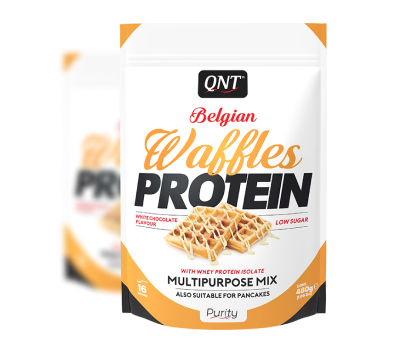 QNT
Belgian
Waffles
PROTEIN
WHITE CHOCOLATE
FLAVOUR
LOW SUGAR
WITH WHEY PROTEIN ISOLATE
MULTIPURPOSE MIX
ALSO SUITABLE FOR PANCAKES
16
480g
Purity